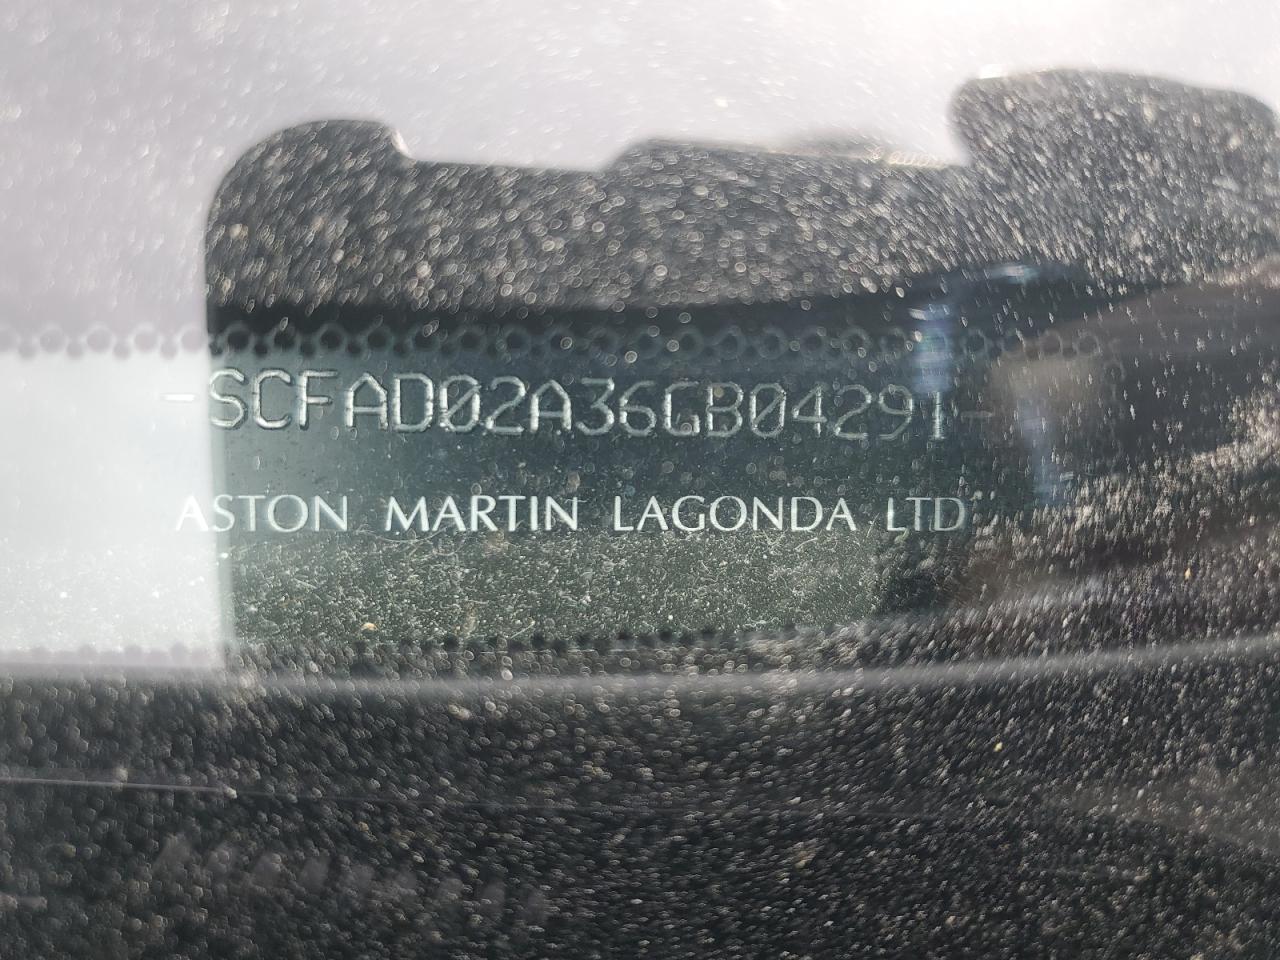 -SCFAD02A36GB04291-
ASTON MARTIN LAGONDA LTD